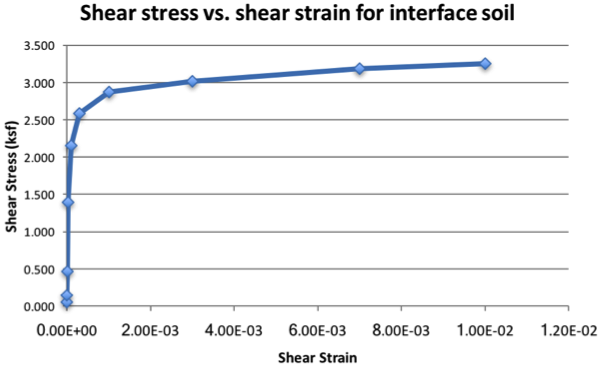 Shear stress vs. shear strain for interface soil
3.500
3.000
2.500
2.000
1.500
1.000
0.500
0.000
Shear Stress (ksf)
0.00E+00 2.00E-03 4.00E-03 6.00E-03 8.00E-03 1.00E-02 1.20E-02
Shear Strain